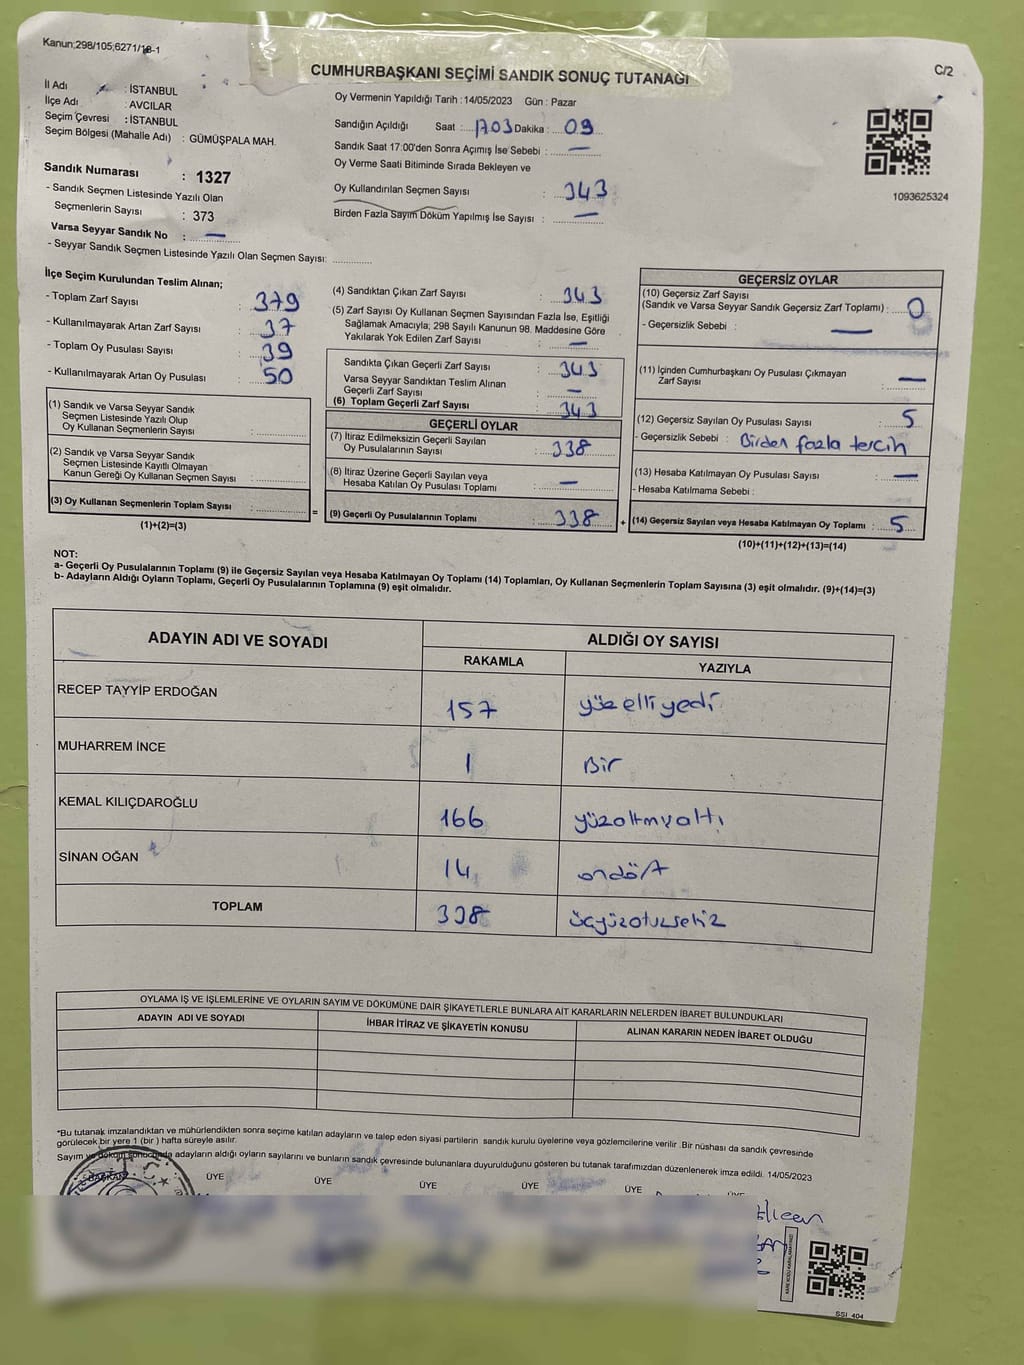 Kanun;298/105;6271/18-1
CUMHURBAŞKANI SEÇİMİ SANDIK SONUÇ TUTANAĞI
C/2
İl Adı : İSTANBUL
İlçe Adı : AVCILAR
Seçim Çevresi : İSTANBUL
Seçim Bölgesi (Mahalle Adı) : GÜMÜŞPALA MAH.
Oy Vermenin Yapıldığı Tarih : 14/05/2023 Gün : Pazar
Sandığın Açıldığı Saat : 1703 Dakika : 09
Sandık Saat 17:00'den Sonra Açımış İse Sebebi : —
Oy Verme Saati Bitiminde Sırada Bekleyen ve
Oy Kullandırılan Seçmen Sayısı : 343
Birden Fazla Sayım Döküm Yapılmış İse Sayısı : —
1093625324
Sandık Numarası : 1327
- Sandık Seçmen Listesinde Yazılı Olan
Seçmenlerin Sayısı : 373
Varsa Seyyar Sandık No : —
- Seyyar Sandık Seçmen Listesinde Yazılı Olan Seçmen Sayısı:
İlçe Seçim Kurulundan Teslim Alınan;
- Toplam Zarf Sayısı : 379
- Kullanılmayarak Artan Zarf Sayısı : 37
- Toplam Oy Pusulası Sayısı : 39
- Kullanılmayarak Artan Oy Pusulası : 50
(1) Sandık ve Varsa Seyyar Sandık
Seçmen Listesinde Yazılı Olup
Oy Kullanan Seçmenlerin Sayısı :
(2) Sandık ve Varsa Seyyar Sandık
Seçmen Listesinde Kayıtlı Olmayan
Kanun Gereği Oy Kullanan Seçmen Sayısı :
(3) Oy Kullanan Seçmenlerin Toplam Sayısı :
(1)+(2)=(3)
(4) Sandıktan Çıkan Zarf Sayısı : 343
(5) Zarf Sayısı Oy Kullanan Seçmen Sayısından Fazla İse, Eşitliği
Sağlamak Amacıyla; 298 Sayılı Kanunun 98. Maddesine Göre
Yakılarak Yok Edilen Zarf Sayısı : —
Sandıkta Çıkan Geçerli Zarf Sayısı : 343
Varsa Seyyar Sandıktan Teslim Alınan
Geçerli Zarf Sayısı : —
(6) Toplam Geçerli Zarf Sayısı : 343
GEÇERLİ OYLAR
(7) İtiraz Edilmeksizin Geçerli Sayılan
Oy Pusulalarının Sayısı : 338
(8) İtiraz Üzerine Geçerli Sayılan veya
Hesaba Katılan Oy Pusulası Toplamı : —
= (9) Geçerli Oy Pusulalarının Toplamı : 338 +
GEÇERSİZ OYLAR
(10) Geçersiz Zarf Sayısı
(Sandık ve Varsa Seyyar Sandık Geçersiz Zarf Toplamı) : 0
- Geçersizlik Sebebi : —
(11) İçinden Cumhurbaşkanı Oy Pusulası Çıkmayan
Zarf Sayısı : —
(12) Geçersiz Sayılan Oy Pusulası Sayısı : 5
- Geçersizlik Sebebi : Birden fazla tercih
(13) Hesaba Katılmayan Oy Pusulası Sayısı : —
- Hesaba Katılmama Sebebi :
(14) Geçersiz Sayılan veya Hesaba Katılmayan Oy Toplamı : 5
(10)+(11)+(12)+(13)=(14)
NOT:
a- Geçerli Oy Pusulalarının Toplamı (9) ile Geçersiz Sayılan veya Hesaba Katılmayan Oy Toplamı (14) Toplamları, Oy Kullanan Seçmenlerin Toplam Sayısına (3) eşit olmalıdır. (9)+(14)=(3)
b- Adayların Aldığı Oyların Toplamı, Geçerli Oy Pusulalarının Toplamına (9) eşit olmalıdır.
ADAYIN ADI VE SOYADI
ALDIĞI OY SAYISI
RAKAMLA YAZIYLA
RECEP TAYYİP ERDOĞAN 157 yüzelliyedi
MUHARREM İNCE 1 Bir
KEMAL KILIÇDAROĞLU 166 yüzaltmışaltı
SİNAN OĞAN 14 ondört
TOPLAM 338 üçyüzotuzsekiz
OYLAMA İŞ VE İŞLEMLERİNE VE OYLARIN SAYIM VE DÖKÜMÜNE DAİR ŞİKAYETLERLE BUNLARA AİT KARARLARIN NELERDEN İBARET BULUNDUKLARI
ADAYIN ADI VE SOYADI İHBAR İTİRAZ VE ŞİKAYETİN KONUSU ALINAN KARARIN NEDEN İBARET OLDUĞU
*Bu tutanak imzalandıktan ve mühürlendikten sonra seçime katılan adayların ve talep eden siyasi partilerin sandık kurulu üyelerine veya gözlemcilerine verilir .Bir nüshası da sandık çevresinde
görülecek bir yere 1 (bir ) hafta süreyle asılır.
Sayım ve döküm sonucunda adayların aldığı oyların sayılarını ve bunların sandık çevresinde bulunanlara duyurulduğunu gösteren bu tutanak tarafımızdan düzenlenerek imza edildi. 14/05/2023
BAŞKAN ÜYE ÜYE ÜYE ÜYE ÜYE ÜYE
T.C.
SSİ 404